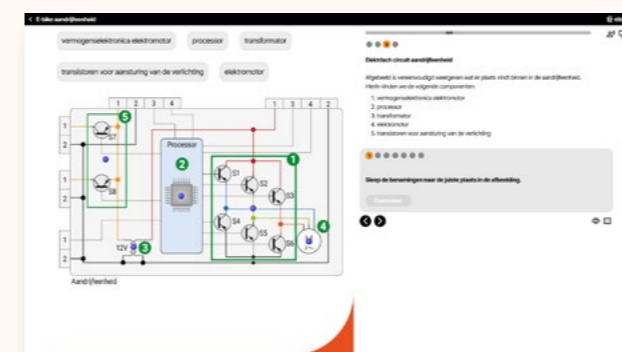 < E-bike aandrijfeenheid
vermogenselektronica elektromotor
processor
transformator
transistoren voor aansturing van de verlichting
elektromotor
1 2 3 4
1 3 4 2
5
1
2
S7
1
2
S8
1
2
Processor
2
1
S1
S2
S3
S4
S5
S6
4
12V
3
Aandrijfeenheid
Elektrisch circuit aandrijfeenheid
Afgebeeld is vereenvoudigd weergeven wat er plaats vindt binnen in de aandrijfeenheid.
Hierin vinden we de volgende componenten:
1. vermogenselektronica elektromotor
2. processor
3. transformator
4. elektromotor
5. transistoren voor aansturing van de verlichting
Sleep de benamingen naar de juiste plaats in de afbeelding.